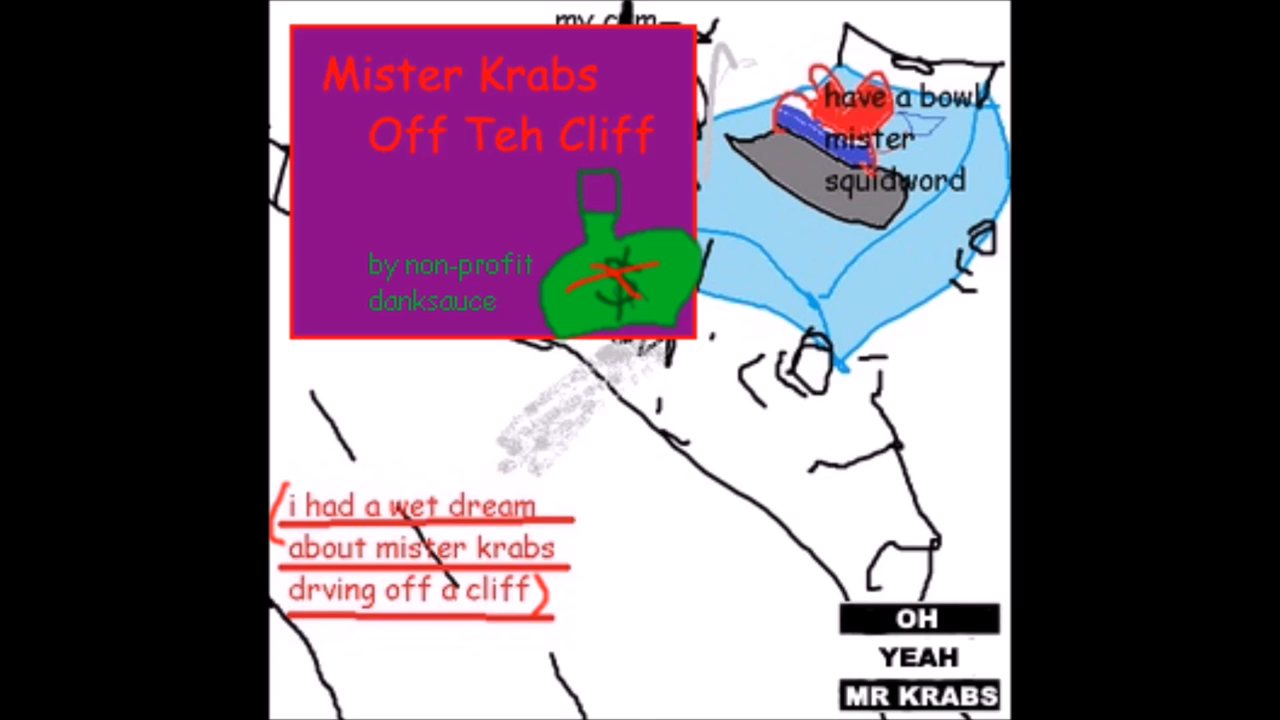 my
Mister Krabs
Off Teh Cliff
by non-profit
danksauce
$
have a bowl
mister
squidword
i had a wet dream
about mister krabs
drving off a cliff
OH
YEAH
MR KRABS